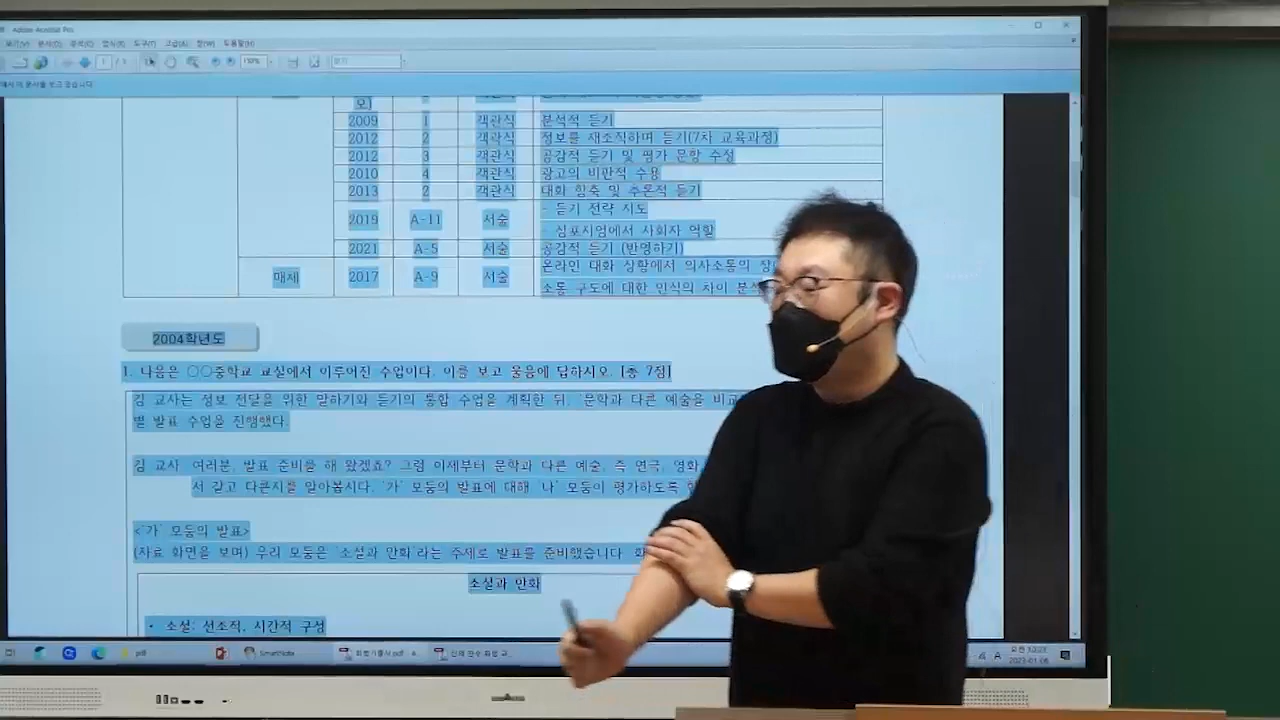 Adobe Acrobat Pro
2009 1 객관식 분석적 듣기
2012 2 객관식 정보를 재조직하며 듣기(7차 교육과정)
2012 3 객관식 공감적 듣기 및 평가 문항 수성
2010 4 객관식 광고의 비판적 수용
2013 2 객관식 대화 함축 및 추론적 듣기
2019 A-11 서술 - 듣기 전략 지도
- 심포지엄에서 사회자 역할
2021 A-5 서술 공감적 듣기 (반영하기)
매체 2017 A-9 서술 온라인 대화 상황에서 의사소통의
소통 구도에 대한 인식의 차이 분석
2004학년도
1. 다음은 ○○중학교 교실에서 이루어진 수업이다. 이를 보고 물음에 답하시오. [총 7점]
김 교사는 정보 전달을 위한 말하기와 듣기의 통합 수업을 계획한 뒤, '문학과 다른 예술을 비교
별 발표 수업을 진행했다.
김 교사 여러분, 발표 준비를 해 왔겠죠? 그럼 이제부터 문학과 다른 예술, 즉 연극, 영화,
서 같고 다른지를 알아봅시다. '가' 모둠의 발표에 대해 '나' 모둠이 평가하도록
<'가' 모둠의 발표>
(자료 화면을 보며) 우리 모둠은 '소설과 만화'라는 주제로 발표를 준비했습니다.
소설과 만화
• 소설: 선조적, 시간적 구성
pdf
SmartNote
2023-01-06